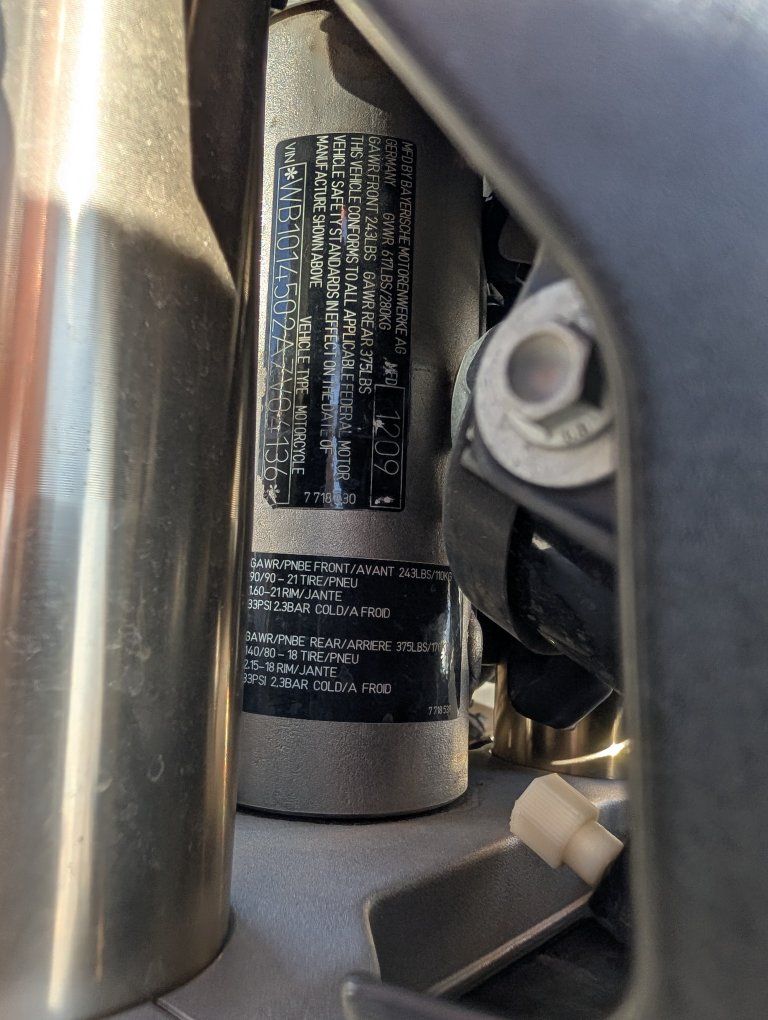 MFD BY BAYERISCHE MOTORENWERKE AG
GERMANY GVWR 617LBS/280KG MFD 1209
GAWR FRONT 243LBS GAWR REAR 375LBS
THIS VEHICLE CONFORMS TO ALL APPLICABLE FEDERAL MOTOR
VEHICLE SAFETY STANDARDS IN EFFECT ON THE DATE OF
MANUFACTURE SHOWN ABOVE VEHICLE TYPE MOTORCYCLE
VIN *WB1014502AZV04136*
GAWR/PNBE FRONT/AVANT 243LBS/110KG
90/90 - 21 TIRE/PNEU
1.60-21 RIM/JANTE
33PSI 2.3BAR COLD/A FROID
GAWR/PNBE REAR/ARRIERE 375LBS/170
140/80 - 18 TIRE/PNEU
2.15-18 RIM/JANTE
33PSI 2.3BAR COLD/A FROID